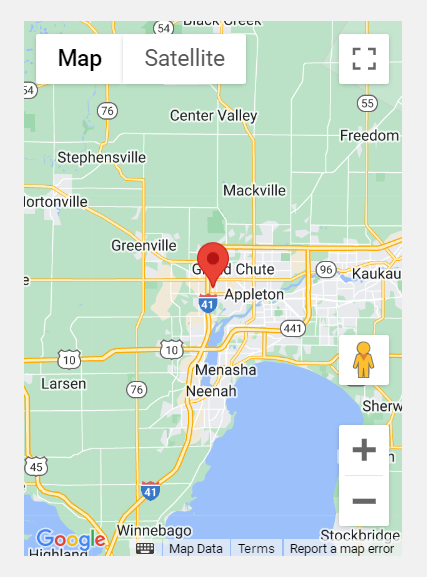 Black Creek
54
Map
Satellite
54
76
55
Center Valley
Freedom
Stephensville
Mackville
Hortonville
Greenville
Grand Chute
96
Kaukau
e
41
Appleton
441
10
10
Larsen
Menasha
76
Neenah
Sherw
n
45
41
Winnebago
Stockbridge
Google
Highland
Map Data
Terms
Report a map error